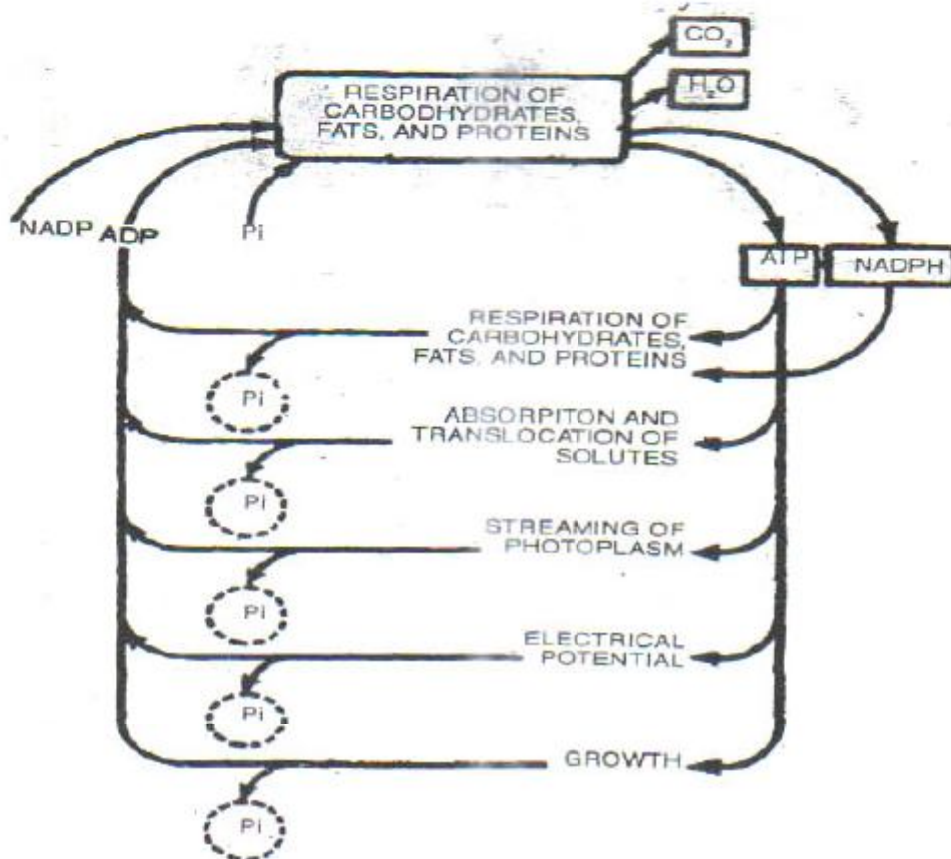 CO₂
H₂O
RESPIRATION OF
CARBODHYDRATES,
FATS, AND PROTEINS
NADP ADP Pi
ATP NADPH
RESPIRATION OF
CARBOHYDRATES,
FATS, AND PROTEINS
Pi
ABSORPITON AND
TRANSLOCATION OF
SOLUTES
Pi
STREAMING OF
PHOTOPLASM
Pi
ELECTRICAL
POTENTIAL
Pi
GROWTH
Pi